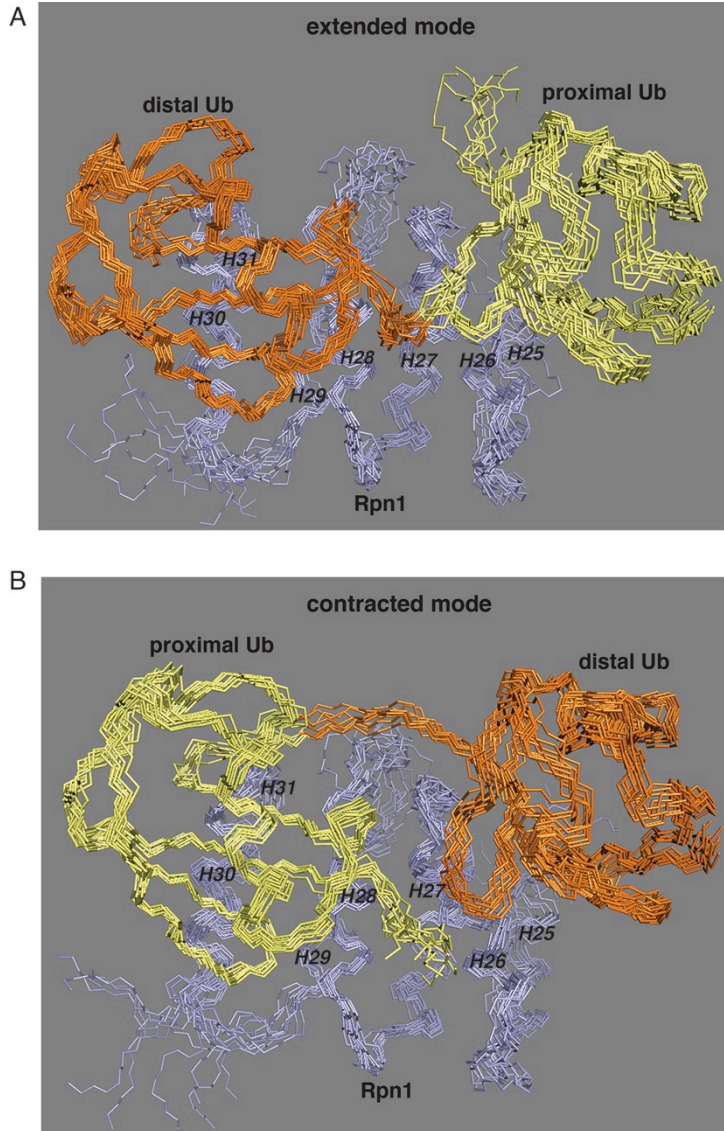 A
extended mode
distal Ub
proximal Ub
H31
H30
H28
H27
H26
H25
H29
Rpn1
B
contracted mode
proximal Ub
distal Ub
H31
H30
H28
H27
H25
H29
H26
Rpn1